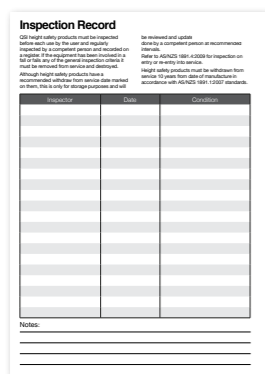 Inspection Record
QSI height safety products must be inspected
before each use by the user and regularly
inspected by a competent person and recorded on
a register. If the equipment has been involved in a
fall or fails any of the general inspection criteria it
must be removed from service and destroyed.
Although height safety products have a
recommended withdraw from service date marked
on them, this is only for storage purposes and will
be reviewed and update
done by a competent person at recommended
intervals.
Refer to AS/NZS 1891.4:2009 for inspection on
entry or re-entry into service.
Height safety products must be withdrawn from
service 10 years from date of manufacture in
accordance with AS/NZS 1891.1:2007 standards.
Inspector Date Condition
Notes: